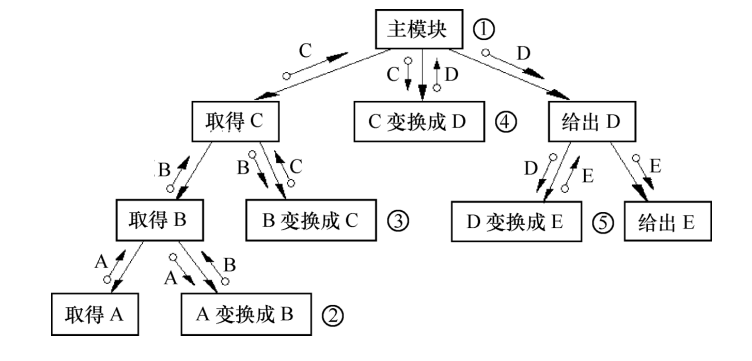 主模块 ①
C
C D
D
取得 C
C 变换成 D ④
给出 D
B
B C
D E
E
取得 B
B 变换成 C ③
D 变换成 E ⑤
给出 E
A
A B
取得 A
A 变换成 B ②